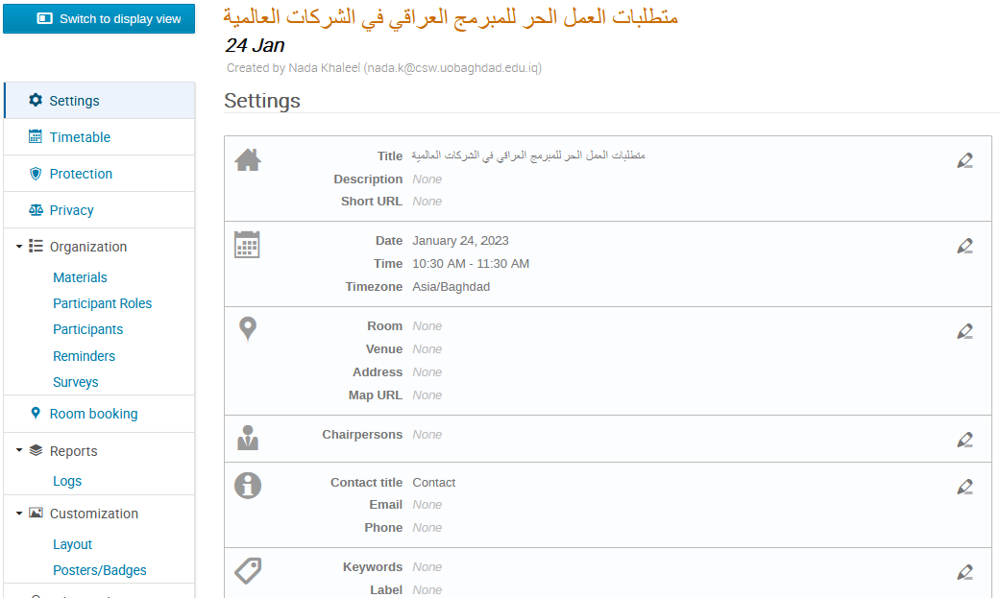 Switch to display view
متطلبات العمل الحر للمبرمج العراقي في الشركات العالمية
24 Jan
Created by Nada Khaleel (nada.k@csw.uobaghdad.edu.iq)
Settings
Timetable
Protection
Privacy
Organization
Materials
Participant Roles
Participants
Reminders
Surveys
Room booking
Reports
Logs
Customization
Layout
Posters/Badges
Settings
Title متطلبات العمل الحر للمبرمج العراقي في الشركات العالمية
Description None
Short URL None
Date January 24, 2023
Time 10:30 AM - 11:30 AM
Timezone Asia/Baghdad
Room None
Venue None
Address None
Map URL None
Chairpersons None
Contact title Contact
Email None
Phone None
Keywords None
Label None